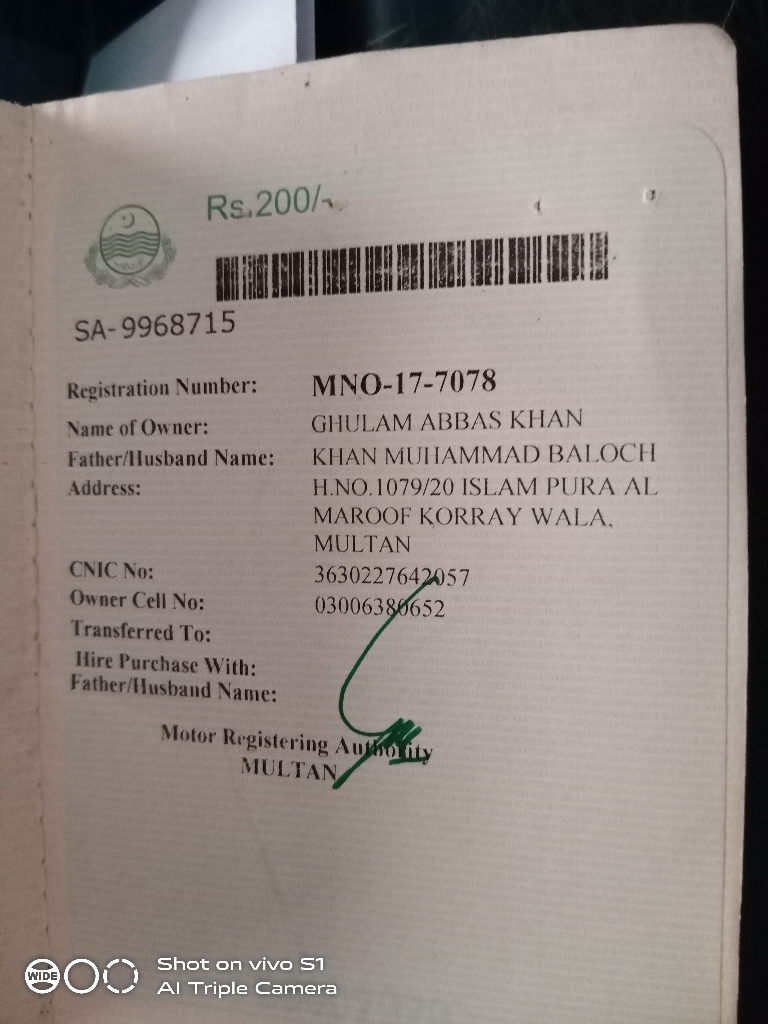 Rs.200/-
SA-9968715
Registration Number: MNO-17-7078
Name of Owner: GHULAM ABBAS KHAN
Father/Husband Name: KHAN MUHAMMAD BALOCH
Address: H.NO.1079/20 ISLAM PURA AL
MAROOF KORRAY WALA,
MULTAN
CNIC No: 3630227642057
Owner Cell No: 03006380652
Transferred To:
Hire Purchase With:
Father/Husband Name:
Motor Registering Authority
MULTAN
WIDE
Shot on vivo S1
AI Triple Camera